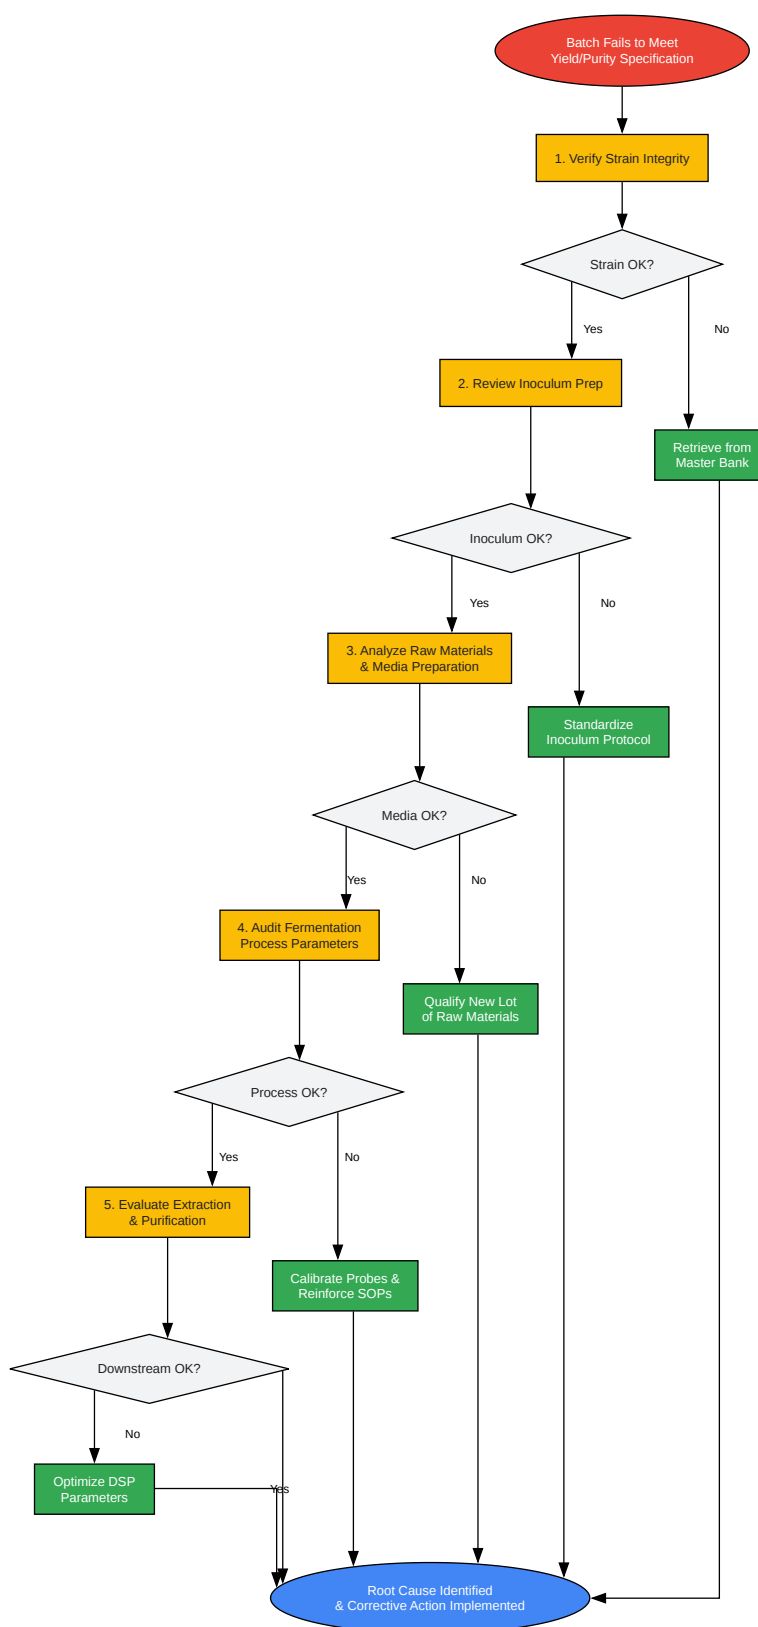 Batch Fails to Meet
Yield/Purity Specification
1. Verify Strain Integrity
Strain OK?
Yes
No
2. Review Inoculum Prep
Retrieve from
Master Bank
Inoculum OK?
Yes
No
3. Analyze Raw Materials
& Media Preparation
Standardize
Inoculum Protocol
Media OK?
Yes
No
4. Audit Fermentation
Process Parameters
Qualify New Lot
of Raw Materials
Process OK?
Yes
No
5. Evaluate Extraction
& Purification
Calibrate Probes &
Reinforce SOPs
Downstream OK?
No
Optimize DSP
Parameters
Yes
Root Cause Identified
& Corrective Action Implemented